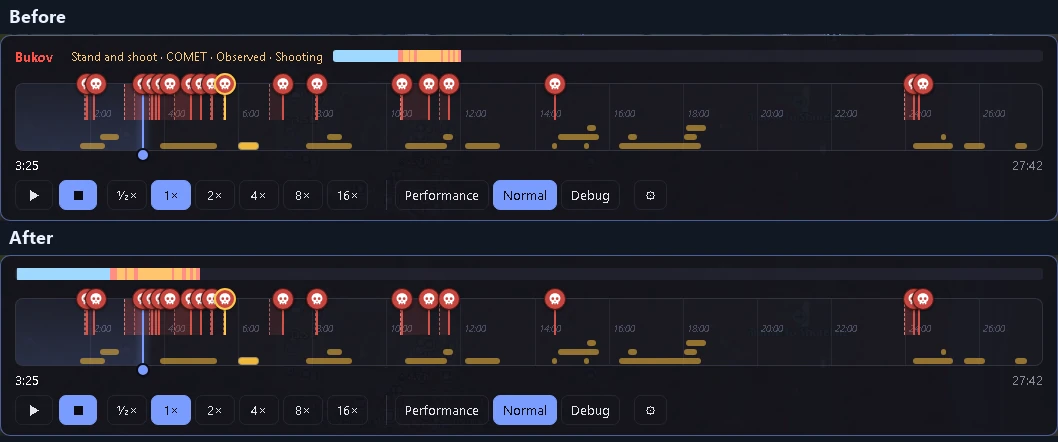 Before
Bukov Stand and shoot · COMET · Observed · Shooting
2:00 4:00 6:00 8:00 10:00 12:00 14:00 16:00 18:00 20:00 22:00 24:00 26:00
3:25 27:42
½× 1× 2× 4× 8× 16× Performance Normal Debug
After
2:00 4:00 6:00 8:00 10:00 12:00 14:00 16:00 18:00 20:00 22:00 24:00 26:00
3:25 27:42
½× 1× 2× 4× 8× 16× Performance Normal Debug